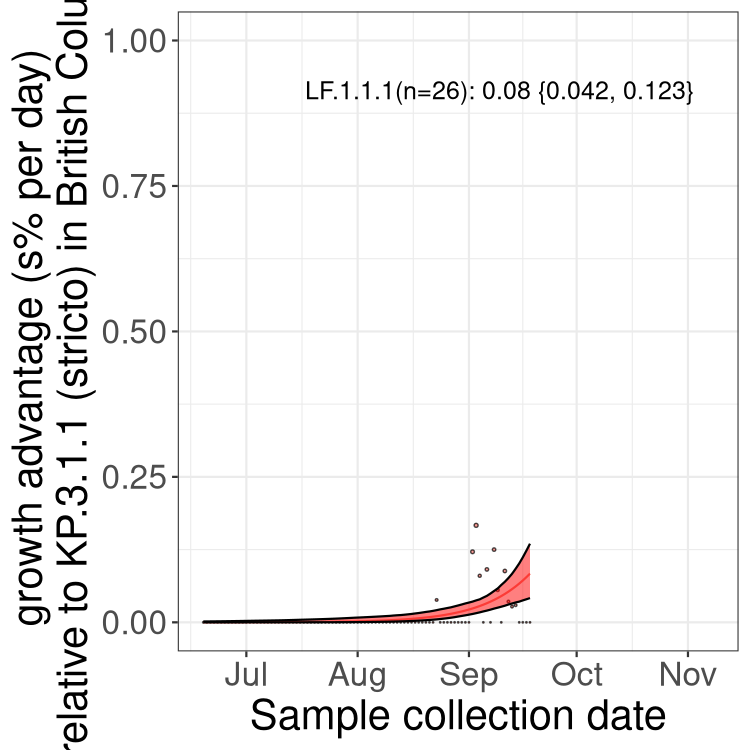 growth advantage (s% per day)
relative to KP.3.1.1 (stricto) in British Colu
1.00
0.75
0.50
0.25
0.00
LF.1.1.1(n=26): 0.08 {0.042, 0.123}
Jul Aug Sep Oct Nov
Sample collection date